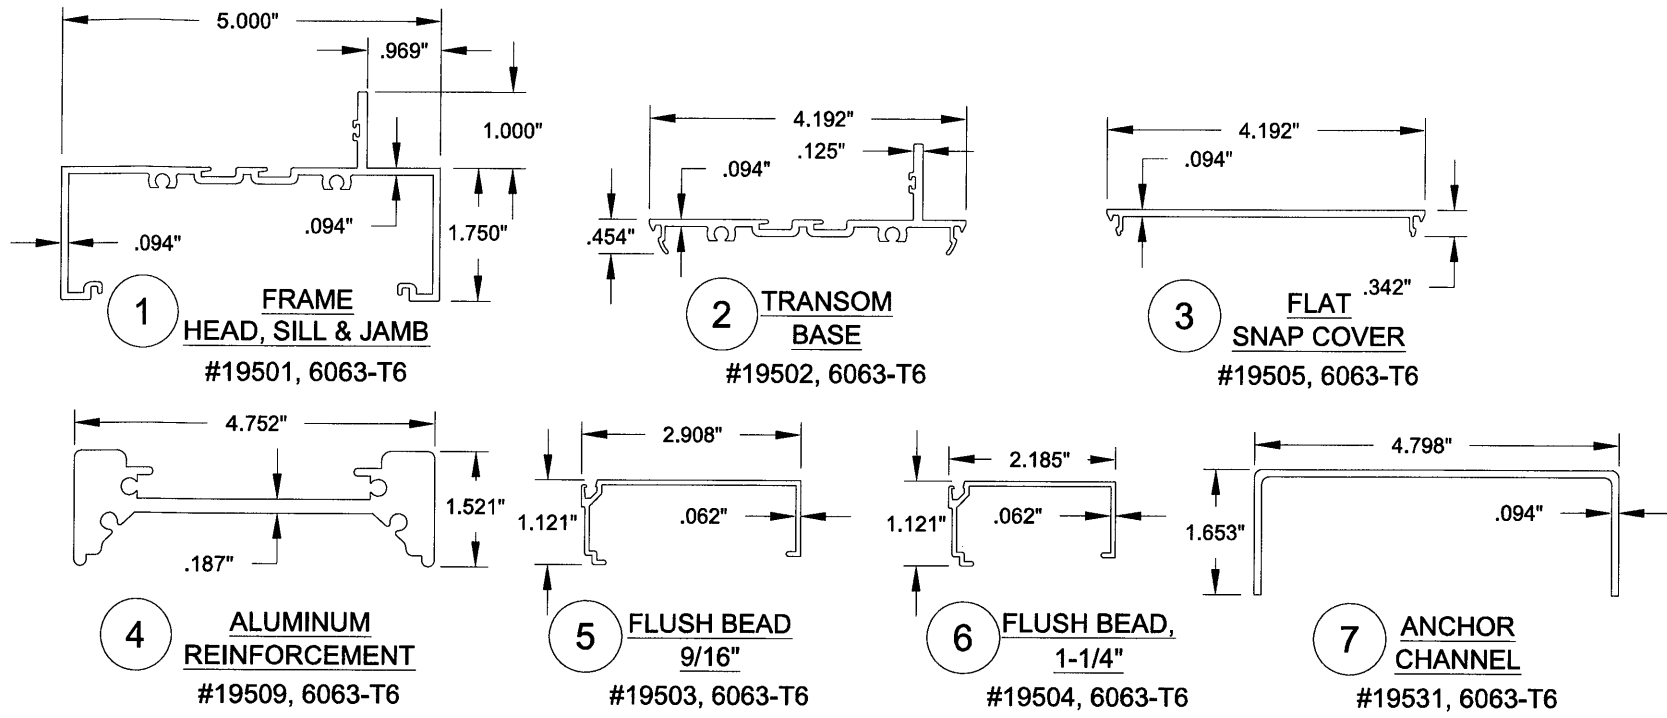 5.000"
.969"
1.000"
.094"
.094"
1.750"
1
FRAME
HEAD, SILL & JAMB
#19501, 6063-T6
4.192"
.125"
.094"
.454"
2
TRANSOM
BASE
#19502, 6063-T6
4.192"
.094"
.342"
3
FLAT
SNAP COVER
#19505, 6063-T6
4.752"
1.521"
.187"
4
ALUMINUM
REINFORCEMENT
#19509, 6063-T6
2.908"
1.121"
.062"
5
FLUSH BEAD
9/16"
#19503, 6063-T6
2.185"
1.121"
.062"
6
FLUSH BEAD,
1-1/4"
#19504, 6063-T6
4.798"
1.653"
.094"
7
ANCHOR
CHANNEL
#19531, 6063-T6